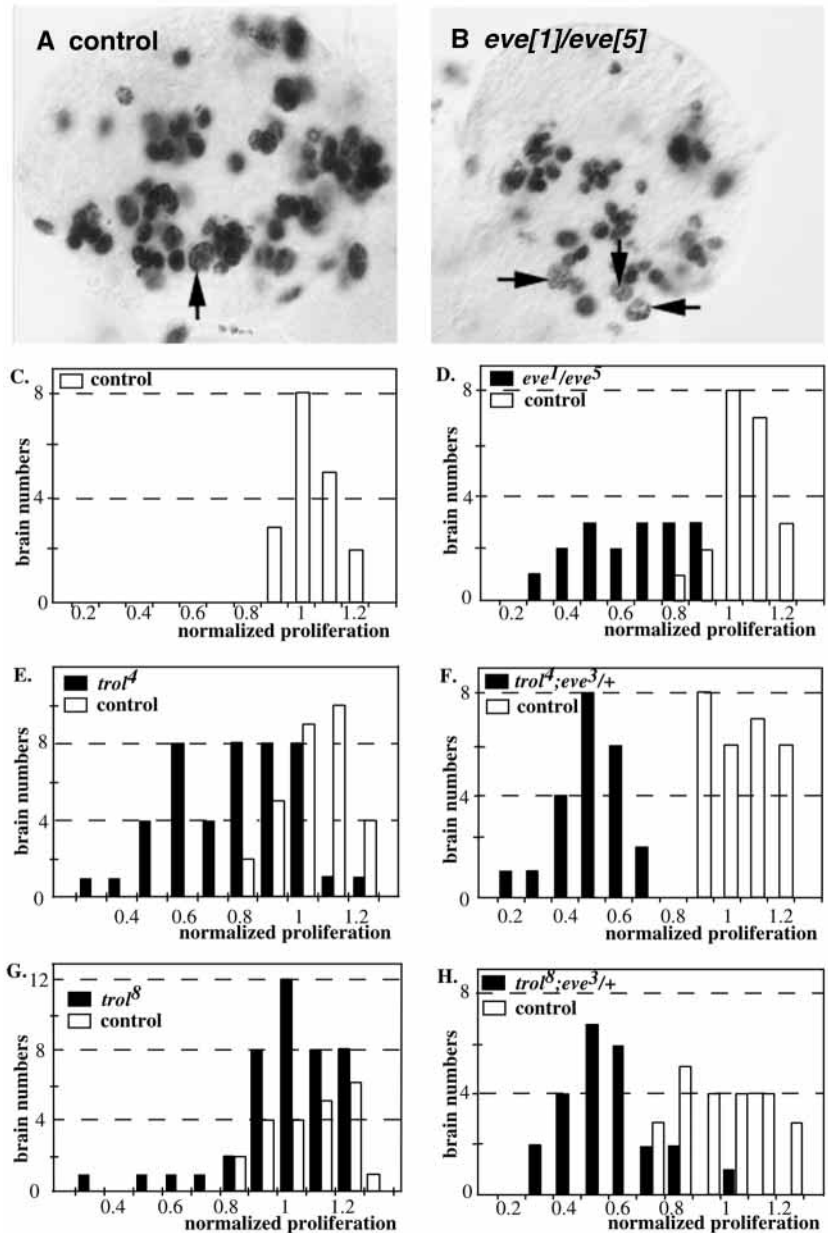 A control
B eve[1]/eve[5]
C.
control
8
4
0
brain numbers
0.2 0.4 0.6 0.8 1 1.2
normalized proliferation
D.
eve1/eve5
control
8
4
0
brain numbers
0.2 0.4 0.6 0.8 1 1.2
normalized proliferation
E.
trol4
control
8
4
0
brain numbers
0.4 0.6 0.8 1 1.2
normalized proliferation
F.
trol4;eve3/+
control
8
4
0
brain numbers
0.2 0.4 0.6 0.8 1 1.2
normalized proliferation
G.
trol8
control
12
8
4
0
brain numbers
0.4 0.6 0.8 1 1.2
normalized proliferation
H.
trol8;eve3/+
control
8
4
0
brain numbers
0.2 0.4 0.6 0.8 1 1.2
normalized proliferation